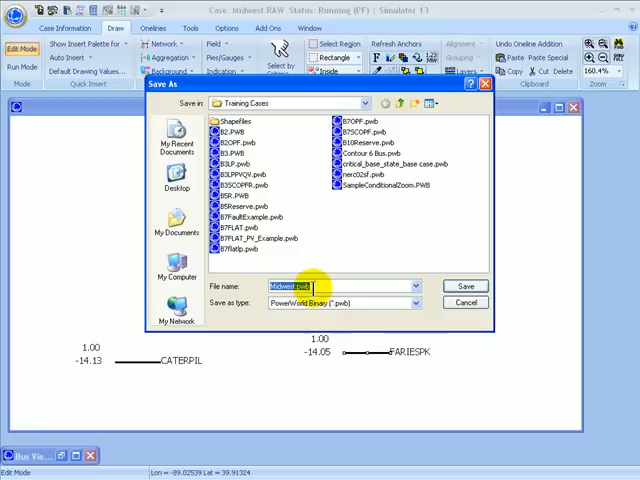 Case: Midwest RAW Status: Running (PF) | Simulator 13
Case Information Draw Onelines Tools Options Add Ons Window
Edit Mode
Run Mode
Show Insert Palette for
Auto Insert
Default Drawing Values...
Quick Insert
Network
Aggregation
Background
Field
Pies/Gauges
Select by
Select Region
Rectangle
Inside
Refresh Anchors
Alignment
Grouping
Layers...
Undo Oneline Addition
Paste Paste Special
Cut
Duplicate
Clipboard
160.4%
Zoom
Save As
Save in: Training Cases
My Recent
Documents
Desktop
My Documents
My Computer
My Network
ShapeFiles
B2.PWB
B2OPF.pwb
B3.PWB
B3LP.pwb
B3LPPVQV.pwb
B3SCOPFR.pwb
B5R.PWB
B5Reserve.pwb
B7FaultExample.pwb
B7FLAT.pwb
B7FLAT_PV_Example.pwb
B7flatlp.pwb
B7OPF.pwb
B7SCOPF.pwb
B10Reserve.pwb
Contour 6 Bus.pwb
critical_base_state_base case.pwb
nerc02sf.pwb
SampleConditionalZoom.PWB
File name: Midwest.pwb
Save
Save as type: PowerWorld Binary (*.pwb)
Cancel
1.00
-14.13 CATERPIL
1.00
-14.05 FARIESPK
Bus Vie...
Edit Mode Lon = -89.02539 Lat = 39.91324